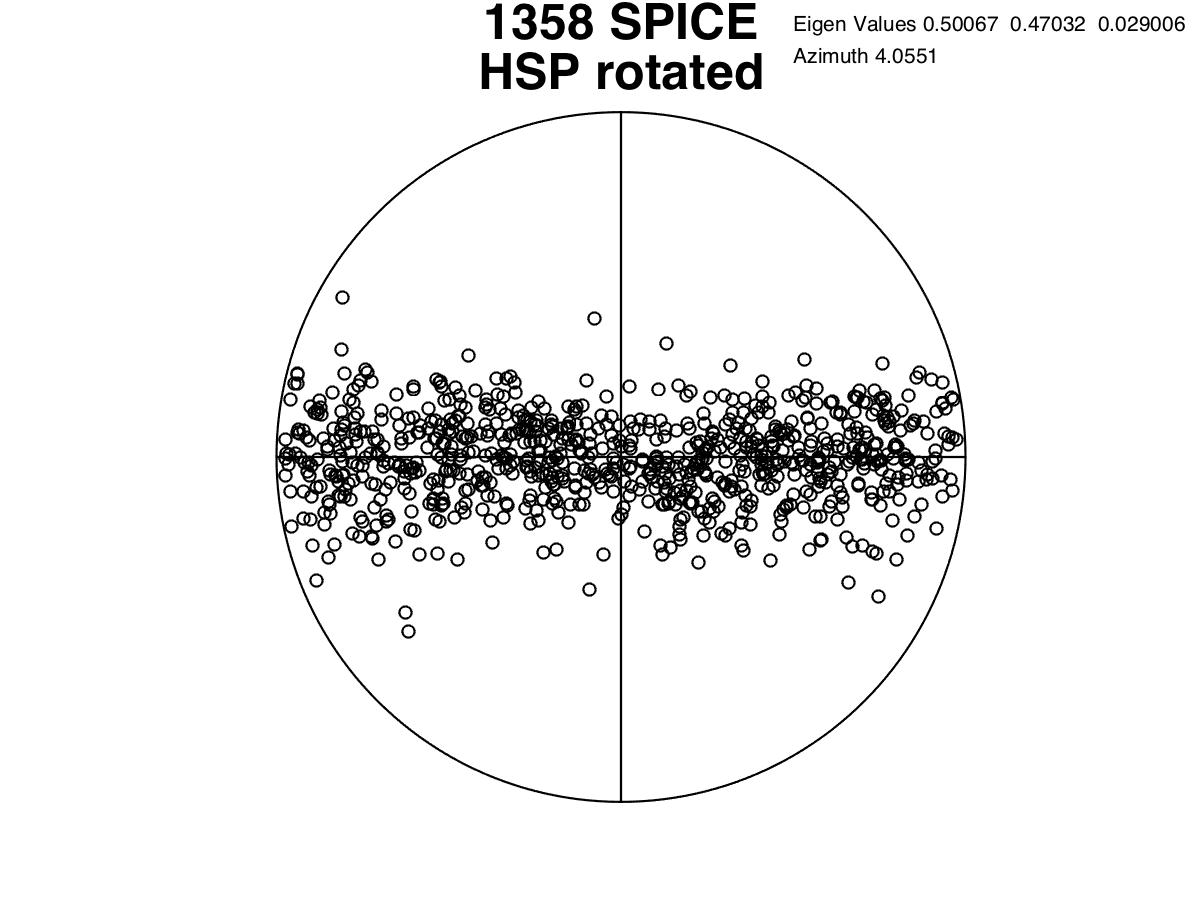 1358 SPICE
HSP rotated
Eigen Values 0.50067 0.47032 0.029006
Azimuth 4.0551